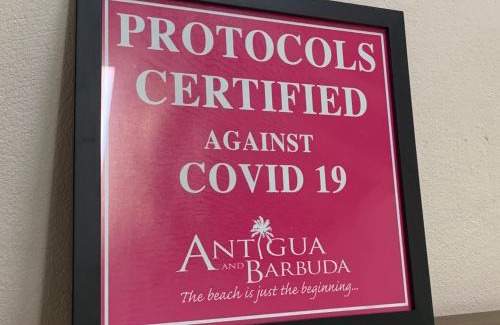 PROTOCOLS
CERTIFIED
AGAINST
COVID 19
ANTIGUA
AND BARBUDA
The beach is just the beginning...